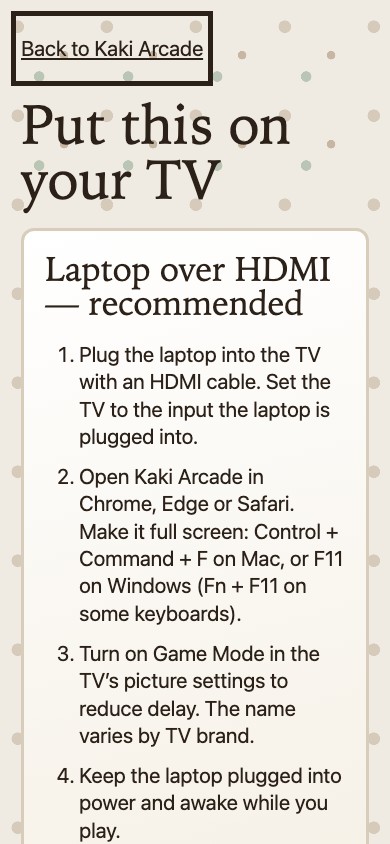 Back to Kaki Arcade
Put this on
your TV
Laptop over HDMI
— recommended
1. Plug the laptop into the TV
with an HDMI cable. Set the
TV to the input the laptop is
plugged into.
2. Open Kaki Arcade in
Chrome, Edge or Safari.
Make it full screen: Control +
Command + F on Mac, or F11
on Windows (Fn + F11 on
some keyboards).
3. Turn on Game Mode in the
TV’s picture settings to
reduce delay. The name
varies by TV brand.
4. Keep the laptop plugged into
power and awake while you
play.